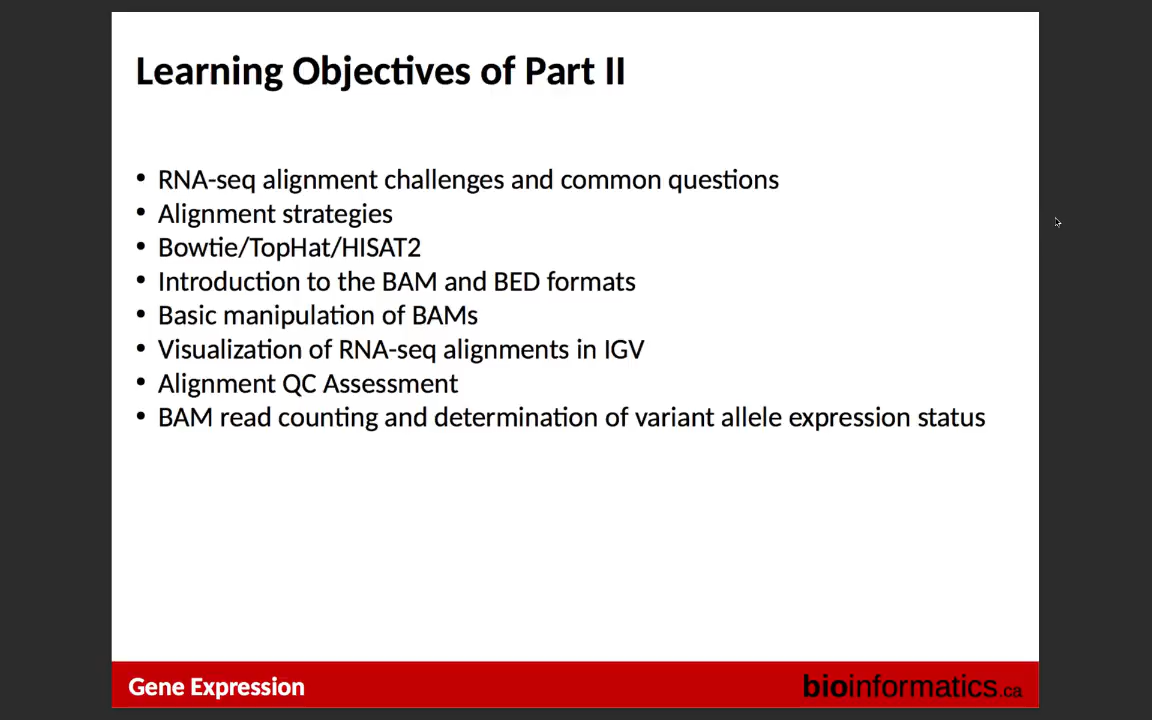 Learning Objectives of Part II
• RNA-seq alignment challenges and common questions
• Alignment strategies
• Bowtie/TopHat/HISAT2
• Introduction to the BAM and BED formats
• Basic manipulation of BAMs
• Visualization of RNA-seq alignments in IGV
• Alignment QC Assessment
• BAM read counting and determination of variant allele expression status
Gene Expression
bioinformatics.ca